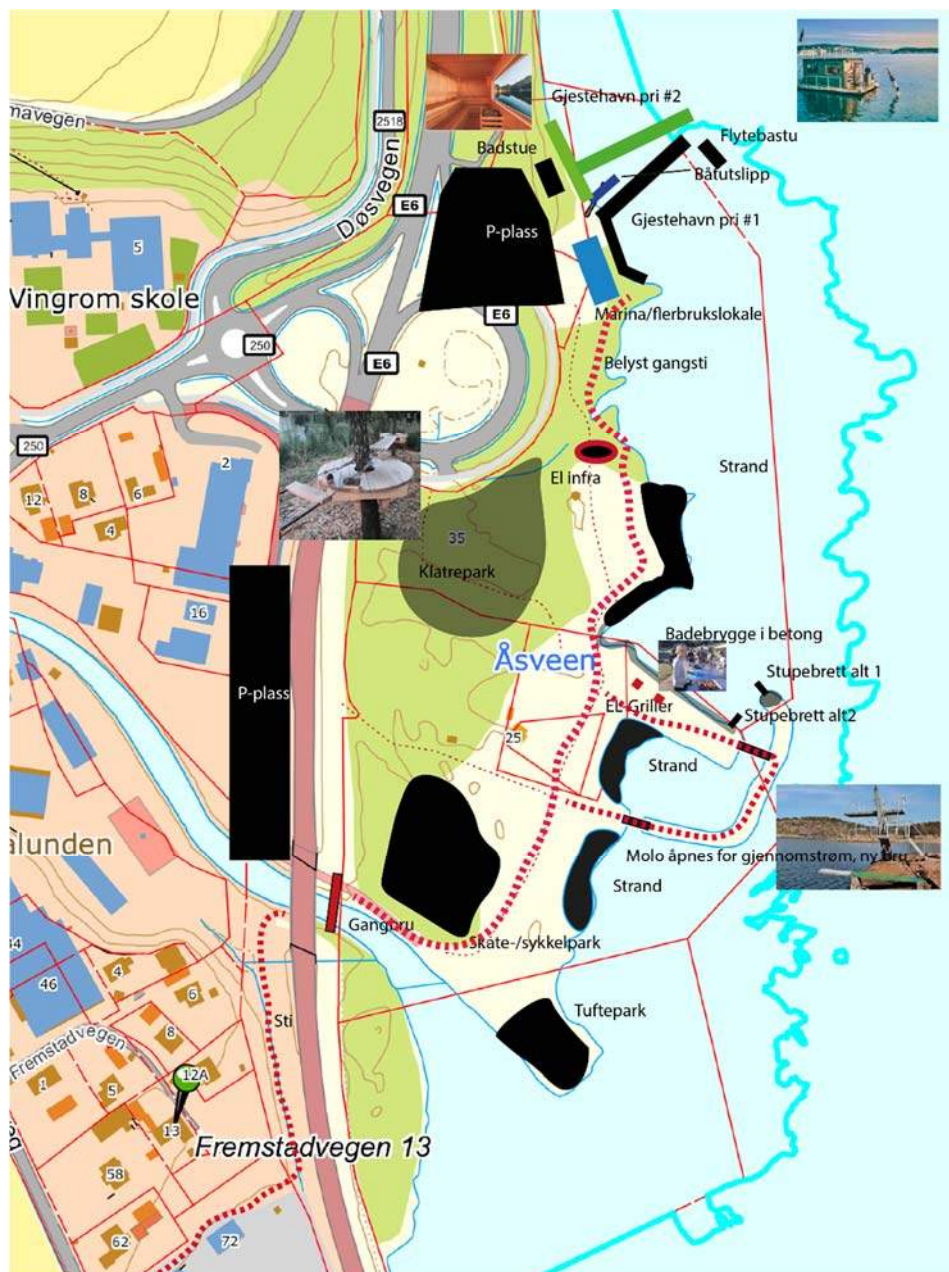 mavegen
2518
Døsvegen
E6
Gjestehavn pri #2
Badstue
Flytebastu
Båtutslipp
Gjestehavn pri #1
P-plass
5
Vingrom skole
E6
Marina/flerbrukslokale
250
E6
Belyst gangsti
250
2
Strand
12
8
6
4
El infra
35
Klatrepark
16
Badebrygge i betong
Åsveen
Stupebrett alt 1
P-plass
EL-Griller
Stupebrett alt2
25
Strand
alunden
Molo åpnes for gjennomstrøm, ny bru
Strand
Gangbru
Skate-/sykkelpark
46
4
6
Sti
Tuftepark
8
Fremstadvegen
1
5
12A
13
Fremstadvegen 13
58
62
72